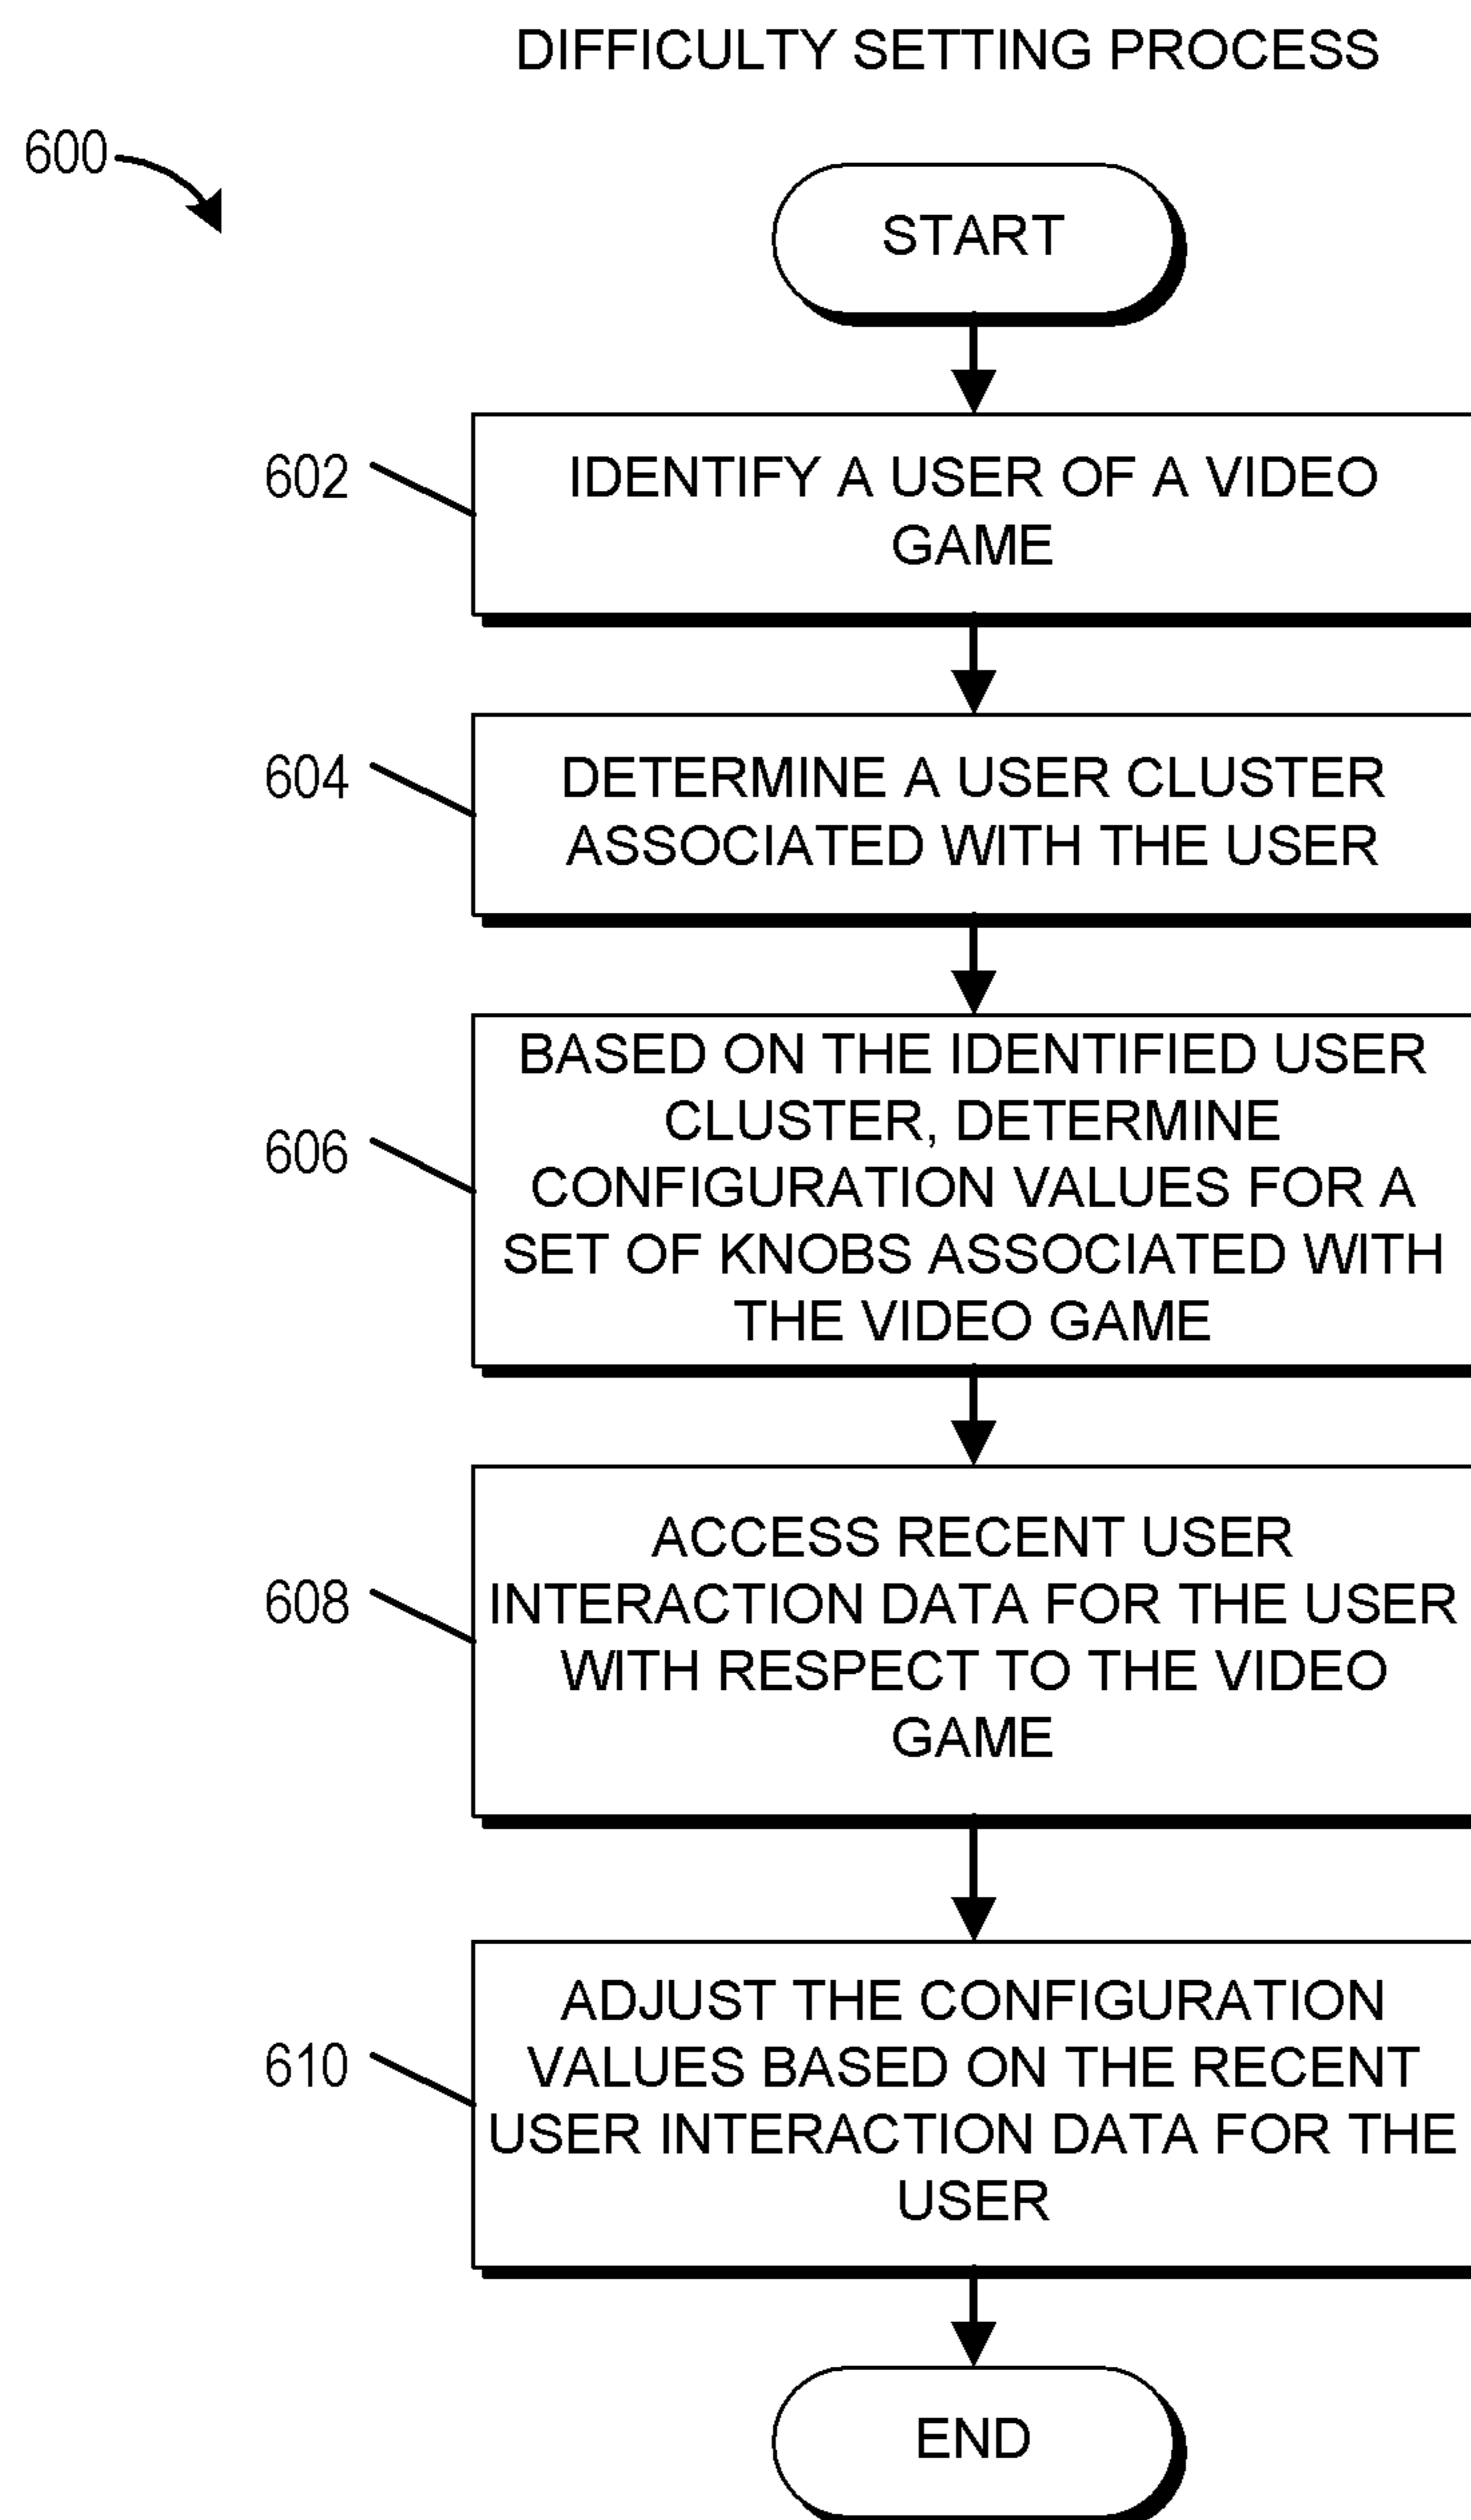 DIFFICULTY SETTING PROCESS
600
START
602
IDENTIFY A USER OF A VIDEO
GAME
604
DETERMINE A USER CLUSTER
ASSOCIATED WITH THE USER
606
BASED ON THE IDENTIFIED USER
CLUSTER, DETERMINE
CONFIGURATION VALUES FOR A
SET OF KNOBS ASSOCIATED WITH
THE VIDEO GAME
608
ACCESS RECENT USER
INTERACTION DATA FOR THE USER
WITH RESPECT TO THE VIDEO
GAME
610
ADJUST THE CONFIGURATION
VALUES BASED ON THE RECENT
USER INTERACTION DATA FOR THE
USER
END